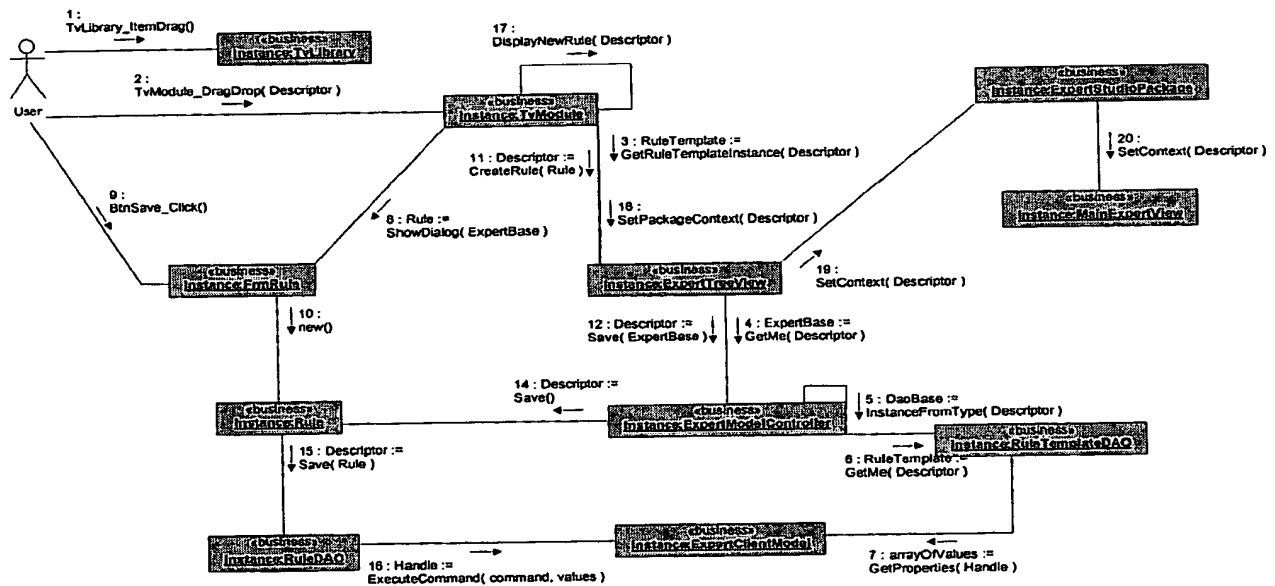 1 :
TvLibrary_ItemDrag()
«business»
Instance:TvLibrary
17 :
DisplayNewRule( Descriptor )
2 :
TvModule_DragDrop( Descriptor )
User
«business»
Instance:TvModule
«business»
Instance:ExpertStudioPackage
3 : RuleTemplate :=
GetRuleTemplateInstance( Descriptor )
11 : Descriptor :=
CreateRule( Rule )
20 :
SetContext( Descriptor )
9 :
BtnSave_Click()
8 : Rule :=
ShowDialog( ExpertBase )
18 :
SetPackageContext( Descriptor )
«business»
Instance:MainExpertView
«business»
Instance:FrmRule
«business»
Instance:ExpertTreeView
19 :
SetContext( Descriptor )
10 :
new()
12 : Descriptor :=
Save( ExpertBase )
4 : ExpertBase :=
GetMe( Descriptor )
14 : Descriptor :=
Save()
«business»
Instance:Rule
«business»
Instance:ExpertModelController
5 : DaoBase :=
InstanceFromType( Descriptor )
«business»
Instance:RuleTemplateDAO
15 : Descriptor :=
Save( Rule )
6 : RuleTemplate :=
GetMe( Descriptor )
«business»
Instance:RuleDAO
«business»
Instance:ExpertClientModel
16 : Handle :=
ExecuteCommand( command, values )
7 : arrayOfValues :=
GetProperties( Handle )